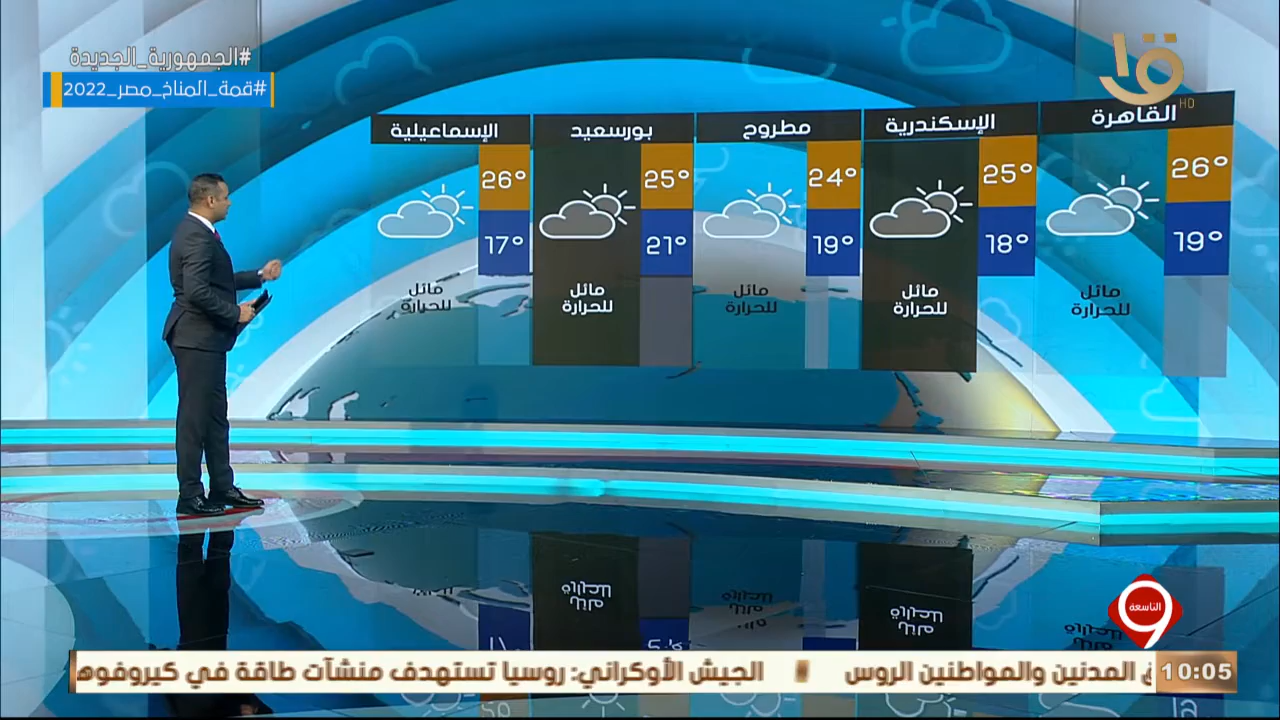 #الجمهورية_الجديدة
#قمة_المناخ_مصر_2022
HD
القاهرة
26°
19°
مائل
للحرارة
الإسكندرية
25°
18°
مائل
للحرارة
مطروح
24°
19°
مائل
للحرارة
بورسعيد
25°
21°
مائل
للحرارة
الإسماعيلية
26°
17°
مائل
للحرارة
التاسعة
9
10:05
المدنين والمواطنين الروس
الجيش الأوكراني: روسيا تستهدف منشآت طاقة في